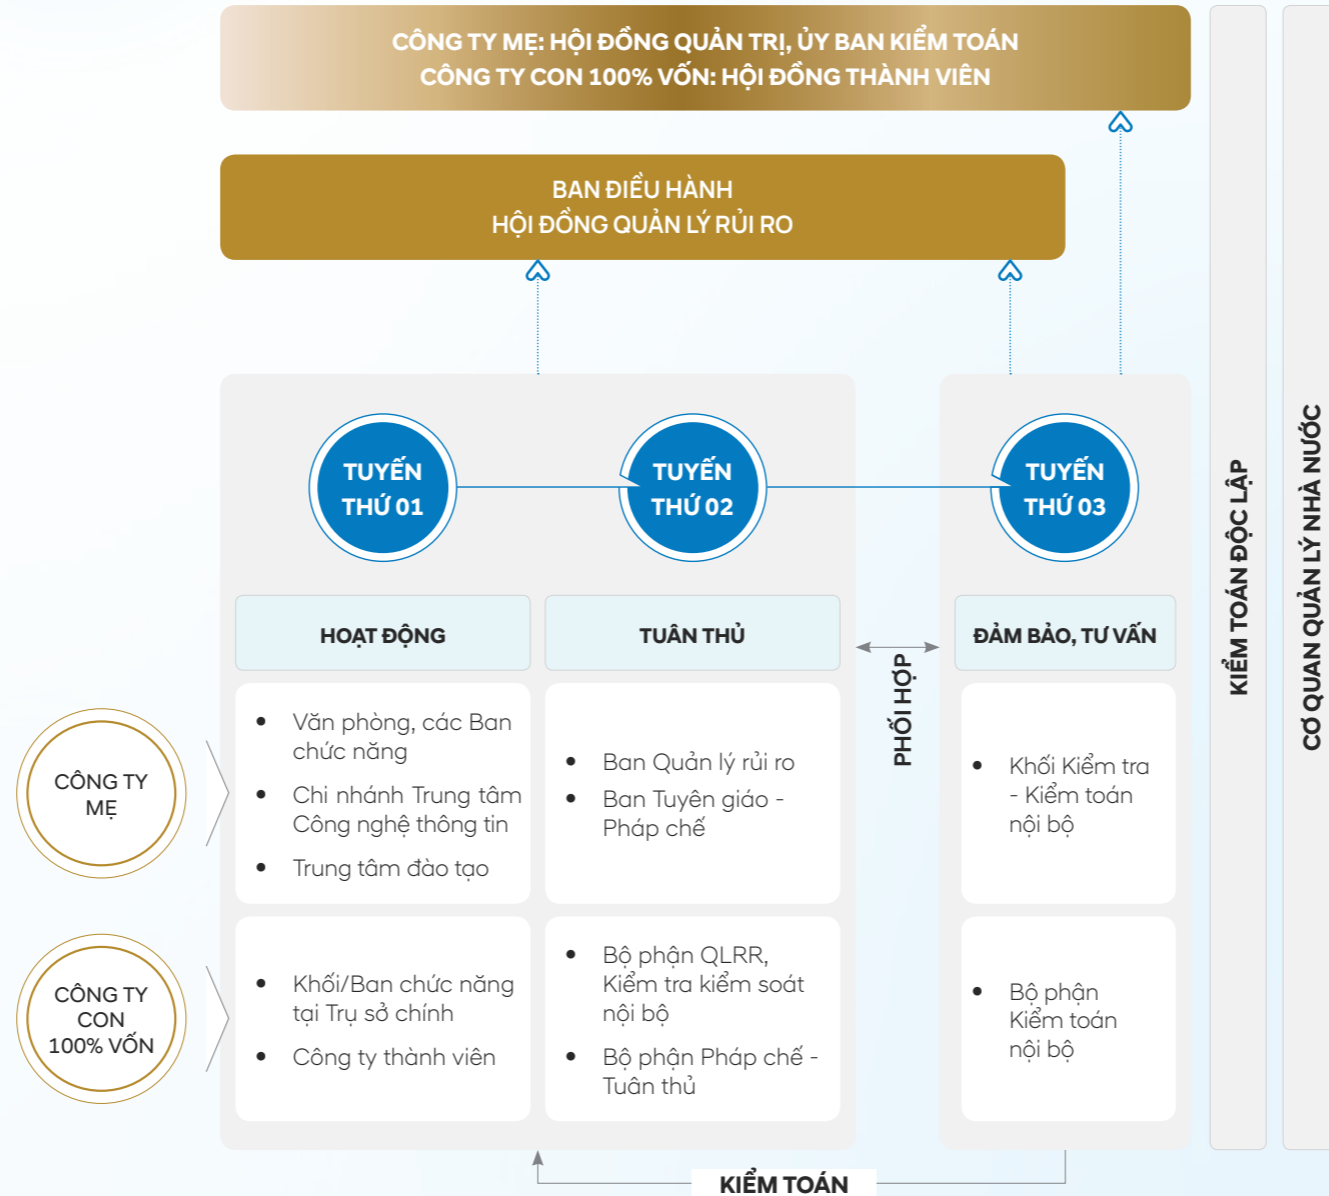 CÔNG TY MẸ: HỘI ĐỒNG QUẢN TRỊ, ỦY BAN KIỂM TOÁN
CÔNG TY CON 100% VỐN: HỘI ĐỒNG THÀNH VIÊN
BAN ĐIỀU HÀNH
HỘI ĐỒNG QUẢN LÝ RỦI RO
TUYẾN
THỨ 01
TUYẾN
THỨ 02
TUYẾN
THỨ 03
HOẠT ĐỘNG
TUÂN THỦ
PHỐI HỢP
ĐẢM BẢO, TƯ VẤN
CÔNG TY
MẸ
• Văn phòng, các Ban
chức năng
• Chi nhánh Trung tâm
Công nghệ thông tin
• Trung tâm đào tạo
• Ban Quản lý rủi ro
• Ban Tuyên giáo -
Pháp chế
• Khối Kiểm tra
- Kiểm toán
nội bộ
CÔNG TY
CON
100% VỐN
• Khối/Ban chức năng
tại Trụ sở chính
• Công ty thành viên
• Bộ phận QLRR,
Kiểm tra kiểm soát
nội bộ
• Bộ phận Pháp chế -
Tuân thủ
• Bộ phận
Kiểm toán
nội bộ
KIỂM TOÁN
KIỂM TOÁN ĐỘC LẬP
CƠ QUAN QUẢN LÝ NHÀ NƯỚC